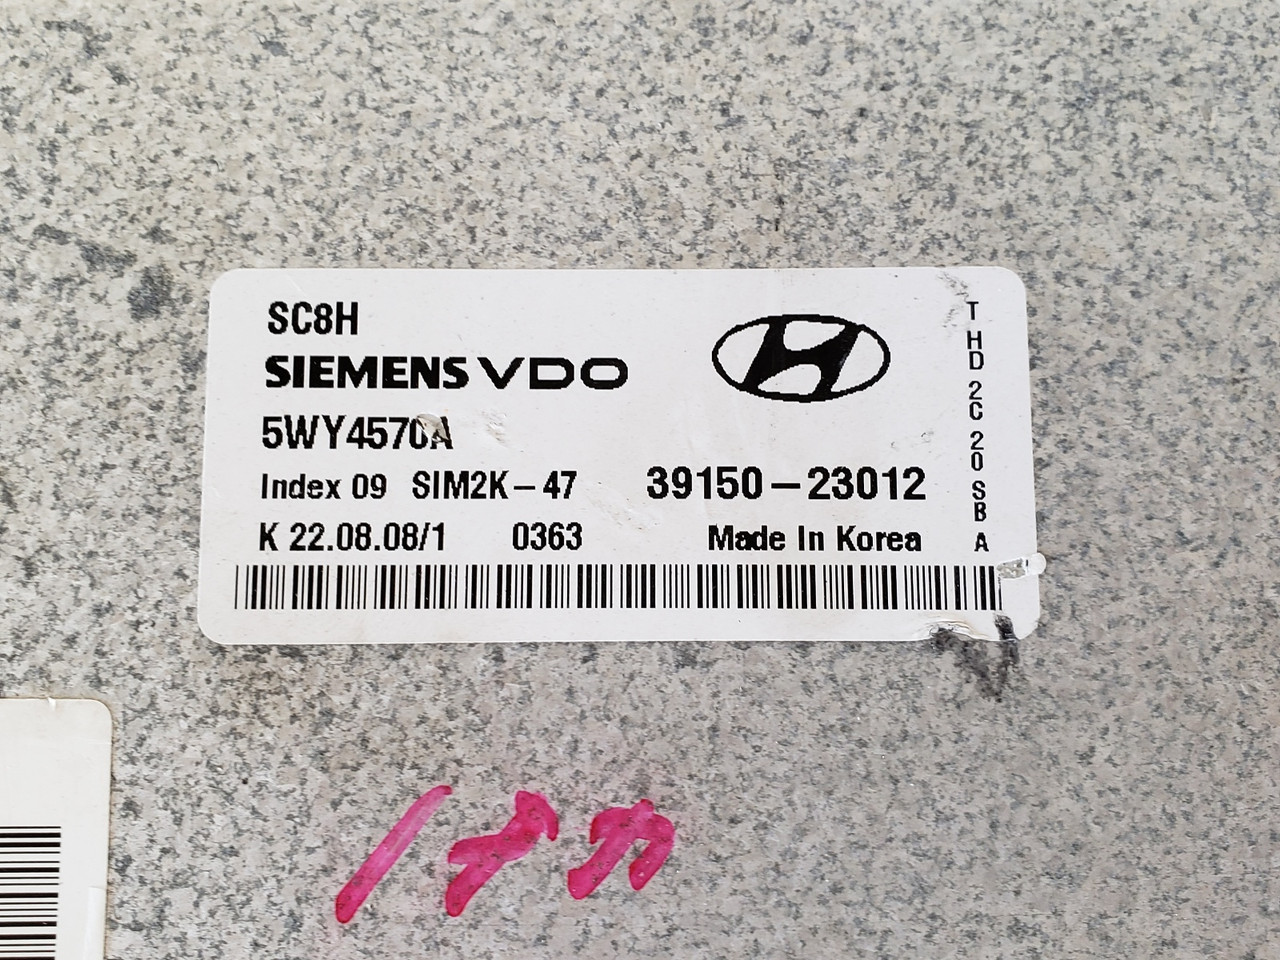 SC8H
SIEMENS VDO
5WY4570A
Index 09 SIM2K-47 39150-23012
K 22.08.08/1 0363 Made In Korea
T HD 2C 20 SB A